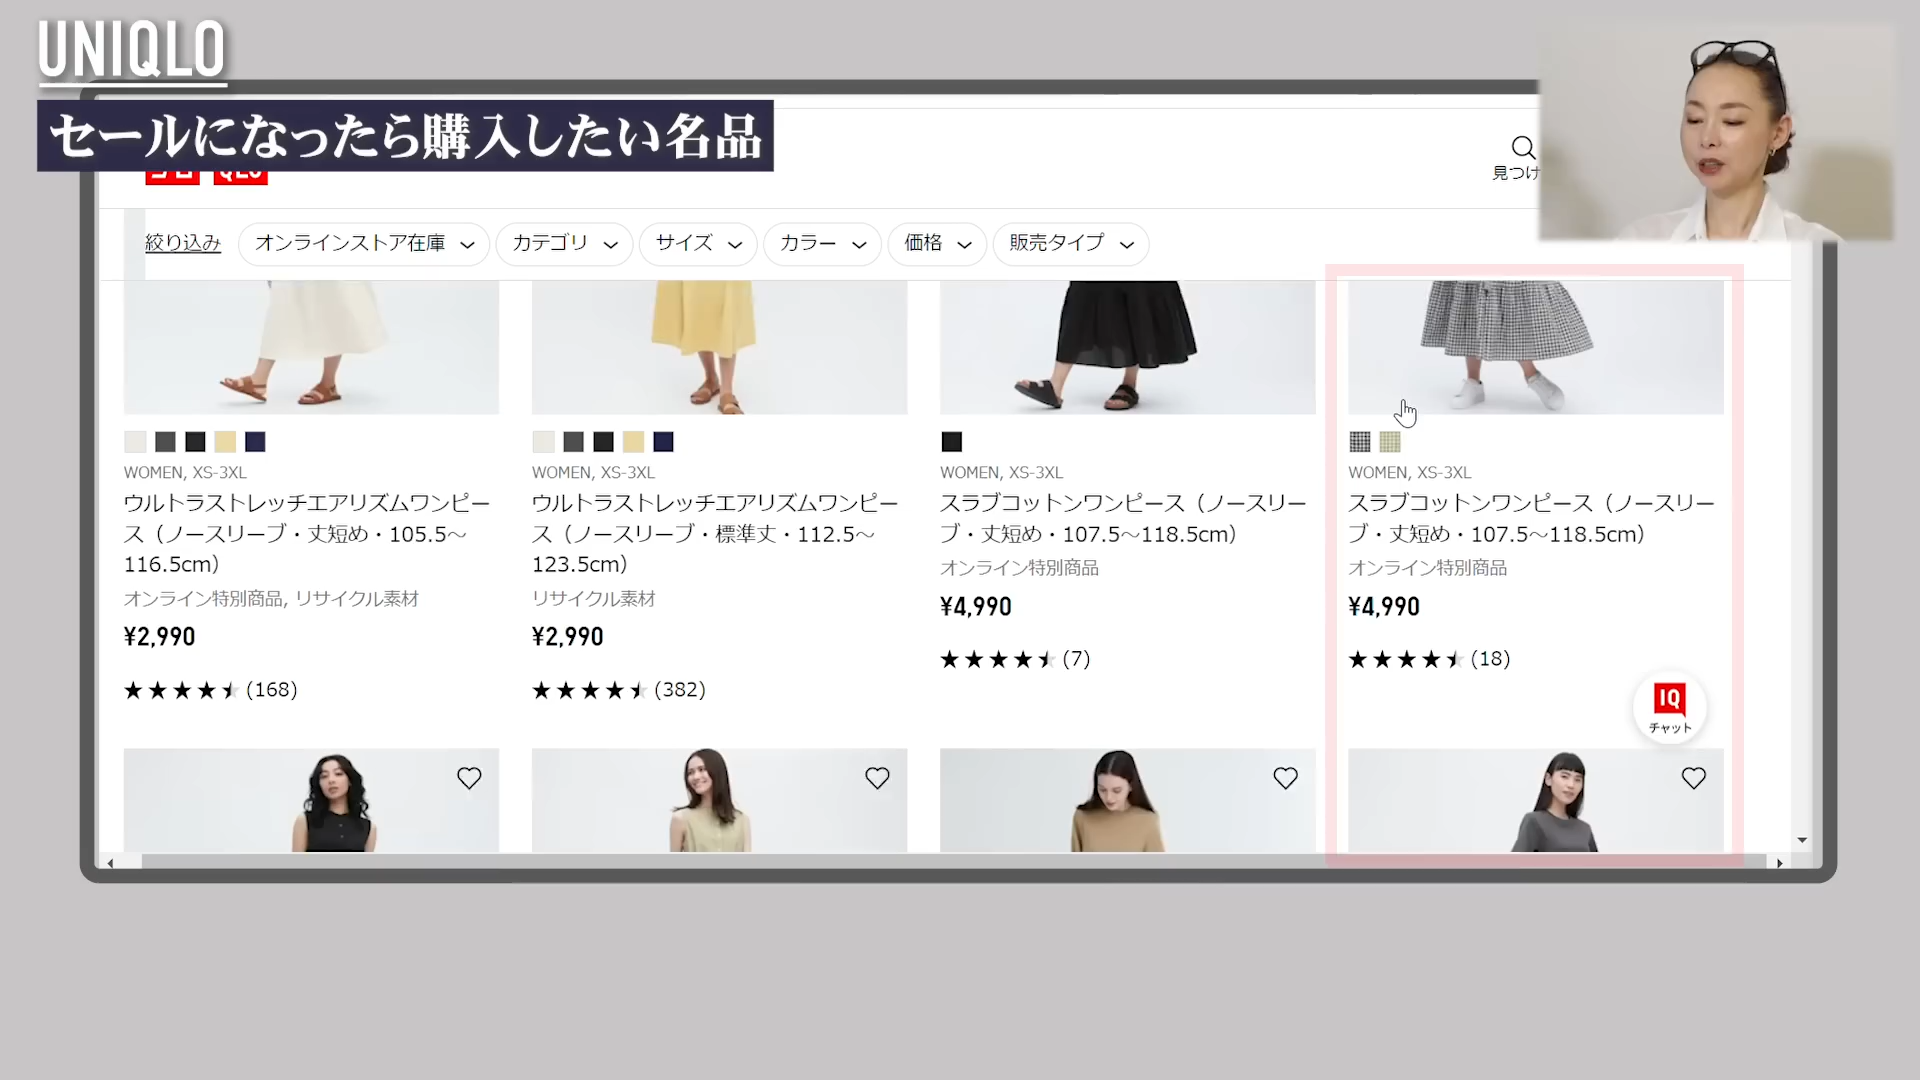 UNIQLO
セールになったら購入したい名品
見つけ
絞り込み
オンラインストア在庫
カテゴリ
サイズ
カラー
価格
販売タイプ
WOMEN, XS-3XL
ウルトラストレッチエアリズムワンピー
ス（ノースリーブ・丈短め・105.5～
116.5cm）
オンライン特別商品, リサイクル素材
¥2,990
(168)
WOMEN, XS-3XL
ウルトラストレッチエアリズムワンピー
ス（ノースリーブ・標準丈・112.5～
123.5cm）
リサイクル素材
¥2,990
(382)
WOMEN, XS-3XL
スラブコットンワンピース（ノースリー
ブ・丈短め・107.5～118.5cm）
オンライン特別商品
¥4,990
(7)
WOMEN, XS-3XL
スラブコットンワンピース（ノースリー
ブ・丈短め・107.5～118.5cm）
オンライン特別商品
¥4,990
(18)
IQ
チャット